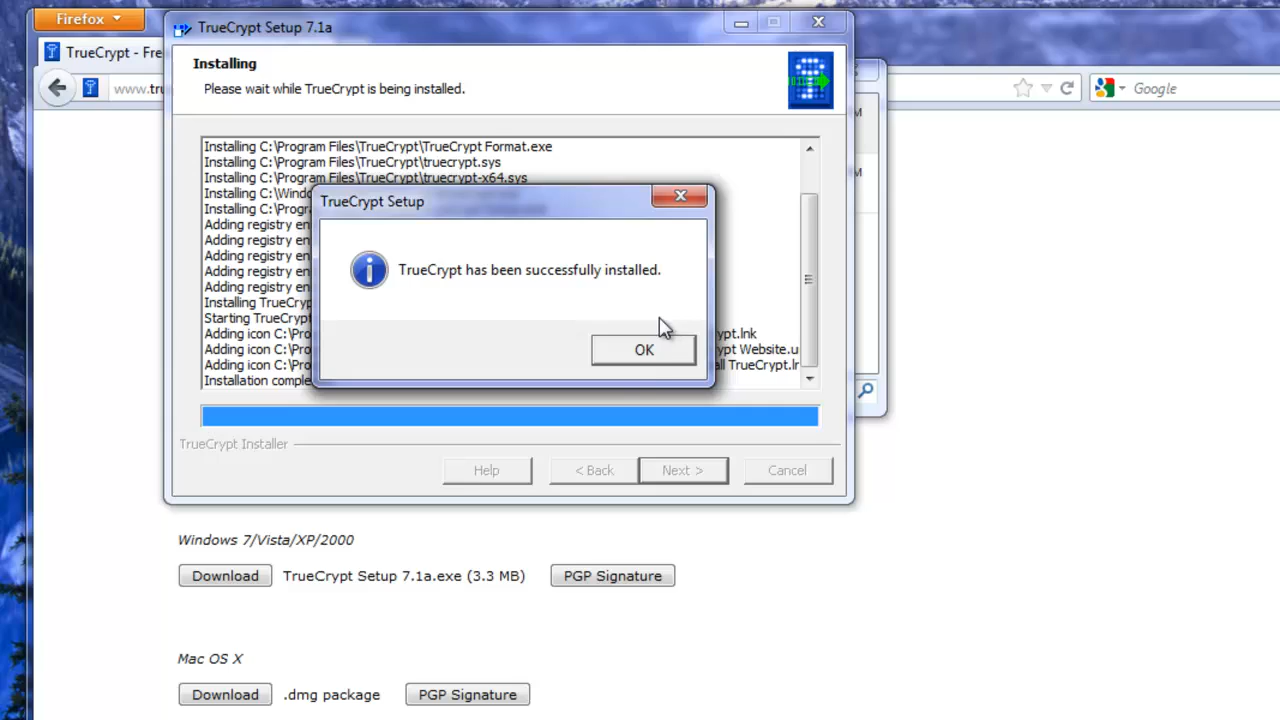 Firefox
TrueCrypt Setup 7.1a
TrueCrypt - Fre
www.tru
Google
Installing
Please wait while TrueCrypt is being installed.
Installing C:\Program Files\TrueCrypt\TrueCrypt Format.exe
Installing C:\Program Files\TrueCrypt\truecrypt.sys
Installing C:\Program Files\TrueCrypt\truecrypt-x64.sys
Installing C:\Windo
Installing C:\Progr
Adding registry en
Adding registry en
Adding registry en
Adding registry en
Adding registry en
Installing TrueCryp
Starting TrueCrypt
Adding icon C:\Pro ypt.lnk
Adding icon C:\Pro ypt Website.u
Adding icon C:\Pro ll TrueCrypt.lr
Installation comple
TrueCrypt Setup
TrueCrypt has been successfully installed.
OK
TrueCrypt Installer
Help
< Back
Next >
Cancel
M
M
Windows 7/Vista/XP/2000
Download TrueCrypt Setup 7.1a.exe (3.3 MB) PGP Signature
Mac OS X
Download .dmg package PGP Signature